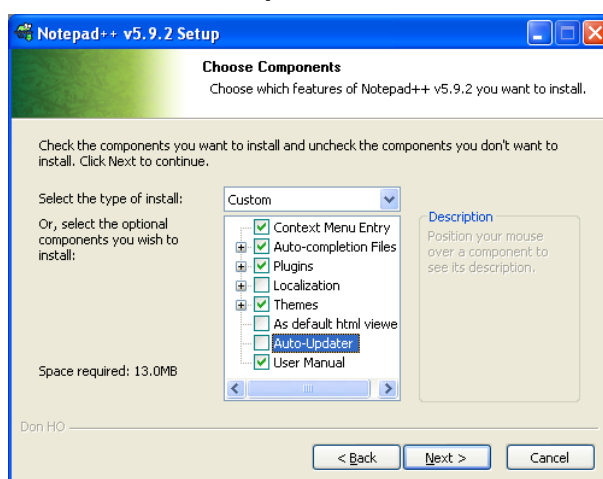 Notepad++ v5.9.2 Setup
Choose Components
Choose which features of Notepad++ v5.9.2 you want to install.
Check the components you want to install and uncheck the components you don't want to
install. Click Next to continue.
Select the type of install:
Custom
Or, select the optional
components you wish to
install:
Context Menu Entry
Auto-completion Files
Plugins
Localization
Themes
As default html viewe
Auto-Updater
User Manual
Description
Position your mouse
over a component to
see its description.
Space required: 13.0MB
Don HO
< Back
Next >
Cancel